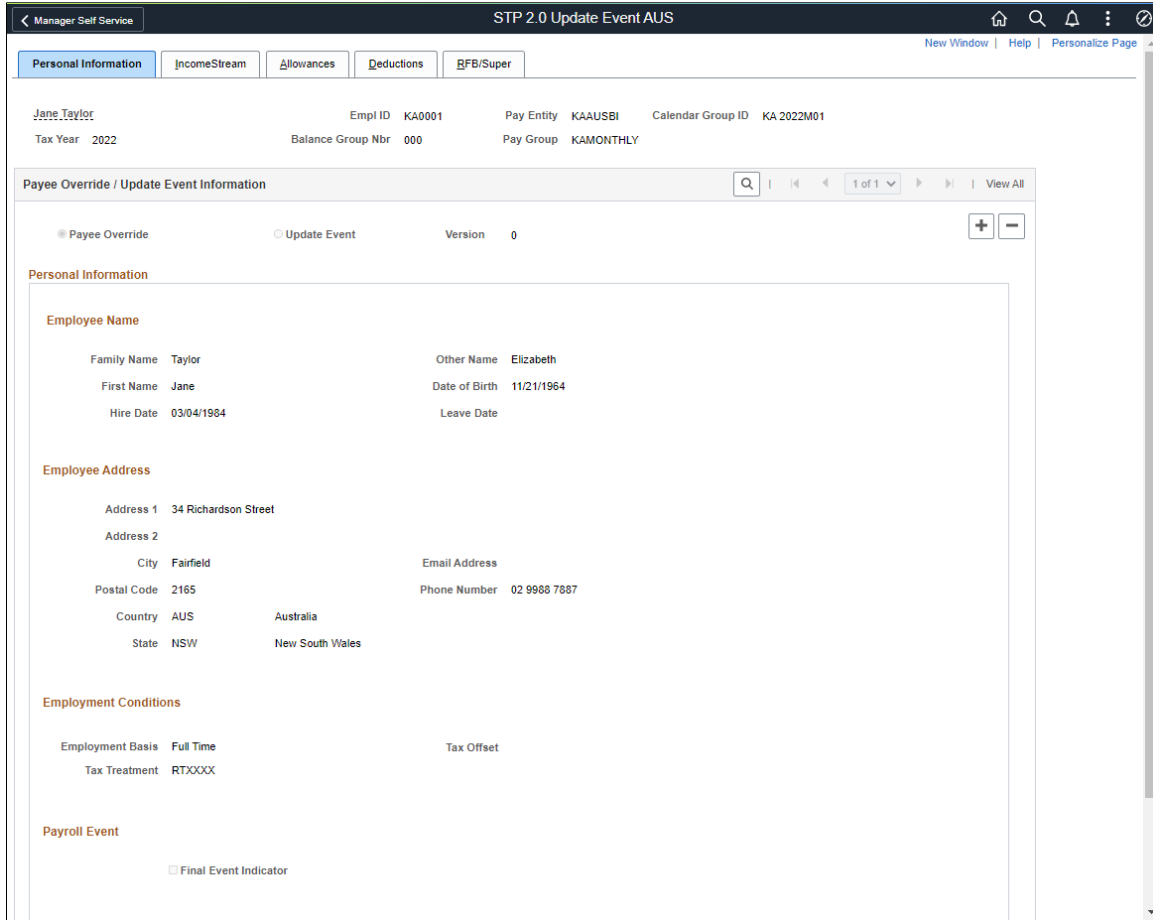 Manager Self Service
STP 2.0 Update Event AUS
New Window | Help | Personalize Page
Personal Information IncomeStream Allowances Deductions RFB/Super
Jane Taylor Empl ID KA0001 Pay Entity KAAUSBI Calendar Group ID KA 2022M01
Tax Year 2022 Balance Group Nbr 000 Pay Group KAMONTHLY
Payee Override / Update Event Information 1 of 1 | View All
Payee Override Update Event Version 0
Personal Information
Employee Name
Family Name Taylor Other Name Elizabeth
First Name Jane Date of Birth 11/21/1964
Hire Date 03/04/1984 Leave Date
Employee Address
Address 1 34 Richardson Street
Address 2
City Fairfield Email Address
Postal Code 2165 Phone Number 02 9988 7887
Country AUS Australia
State NSW New South Wales
Employment Conditions
Employment Basis Full Time Tax Offset
Tax Treatment RTXXXX
Payroll Event
Final Event Indicator